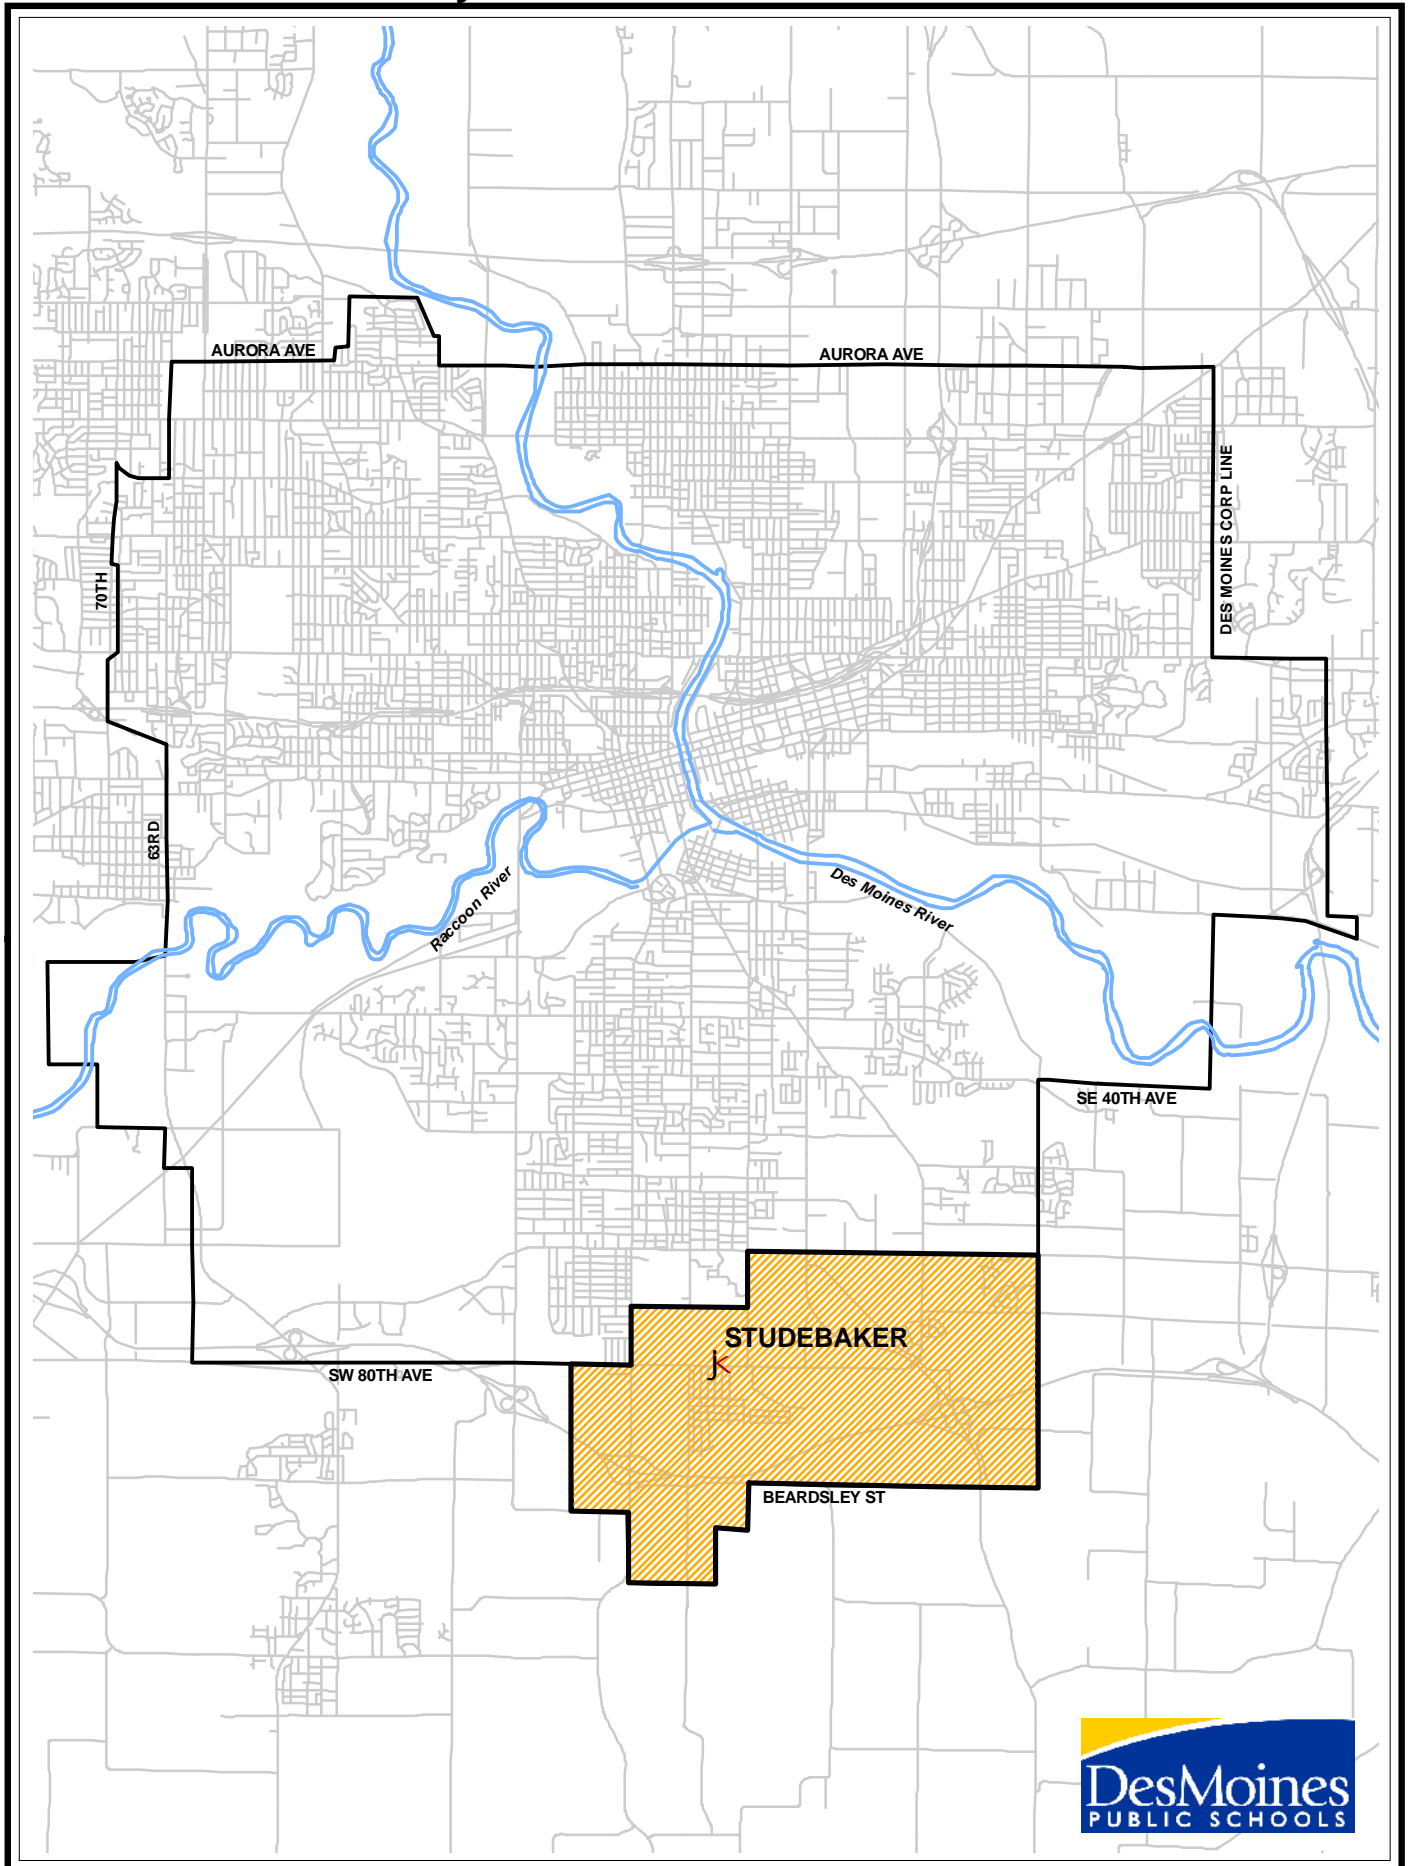 AURORA AVE
AURORA AVE
DES MOINES CORP LINE
70TH
63RD
Raccoon River
Des Moines River
SE 40TH AVE
STUDEBAKER
j
SW 80TH AVE
BEARDSLEY ST
DesMoines
PUBLIC SCHOOLS